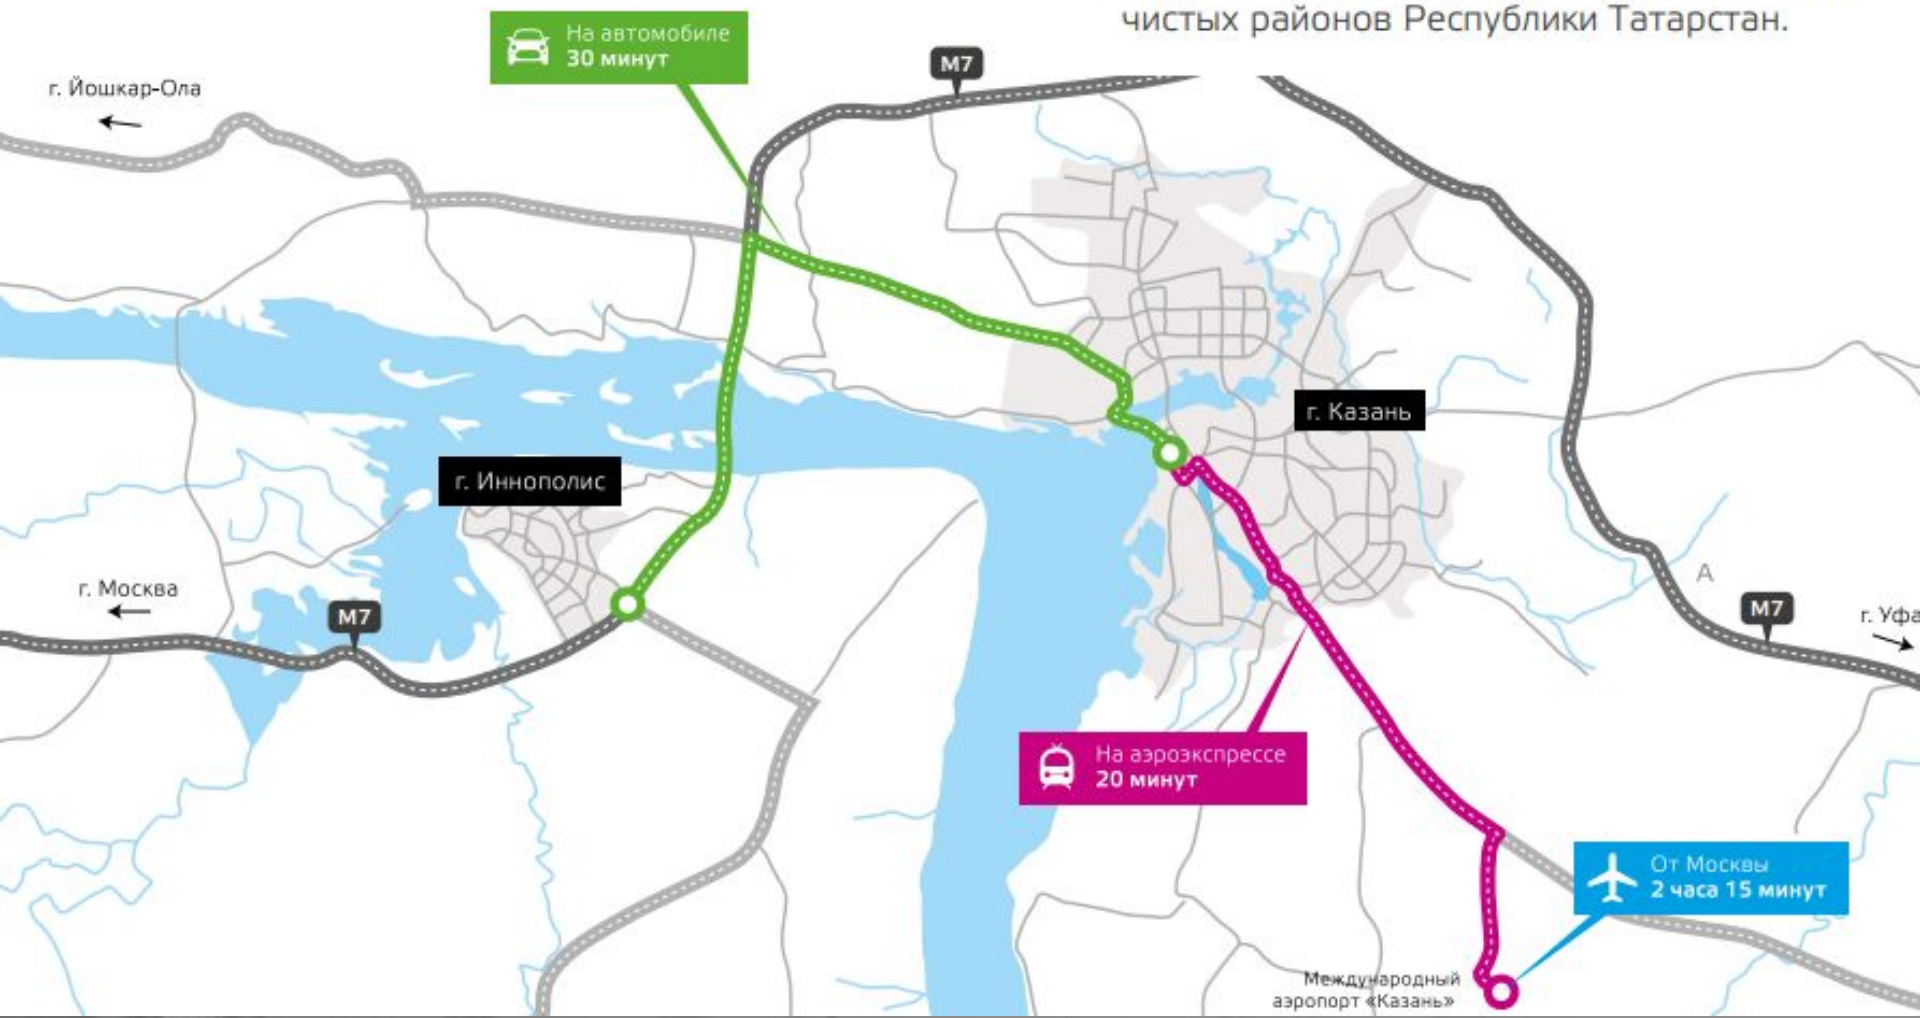 чистых районов Республики Татарстан.
На автомобиле
30 минут
М7
г. Йошкар-Ола
г. Казань
г. Иннополис
г. Москва
М7
А
М7
г. Уфа
На аэроэкспрессе
20 минут
От Москвы
2 часа 15 минут
Международный
аэропорт «Казань»